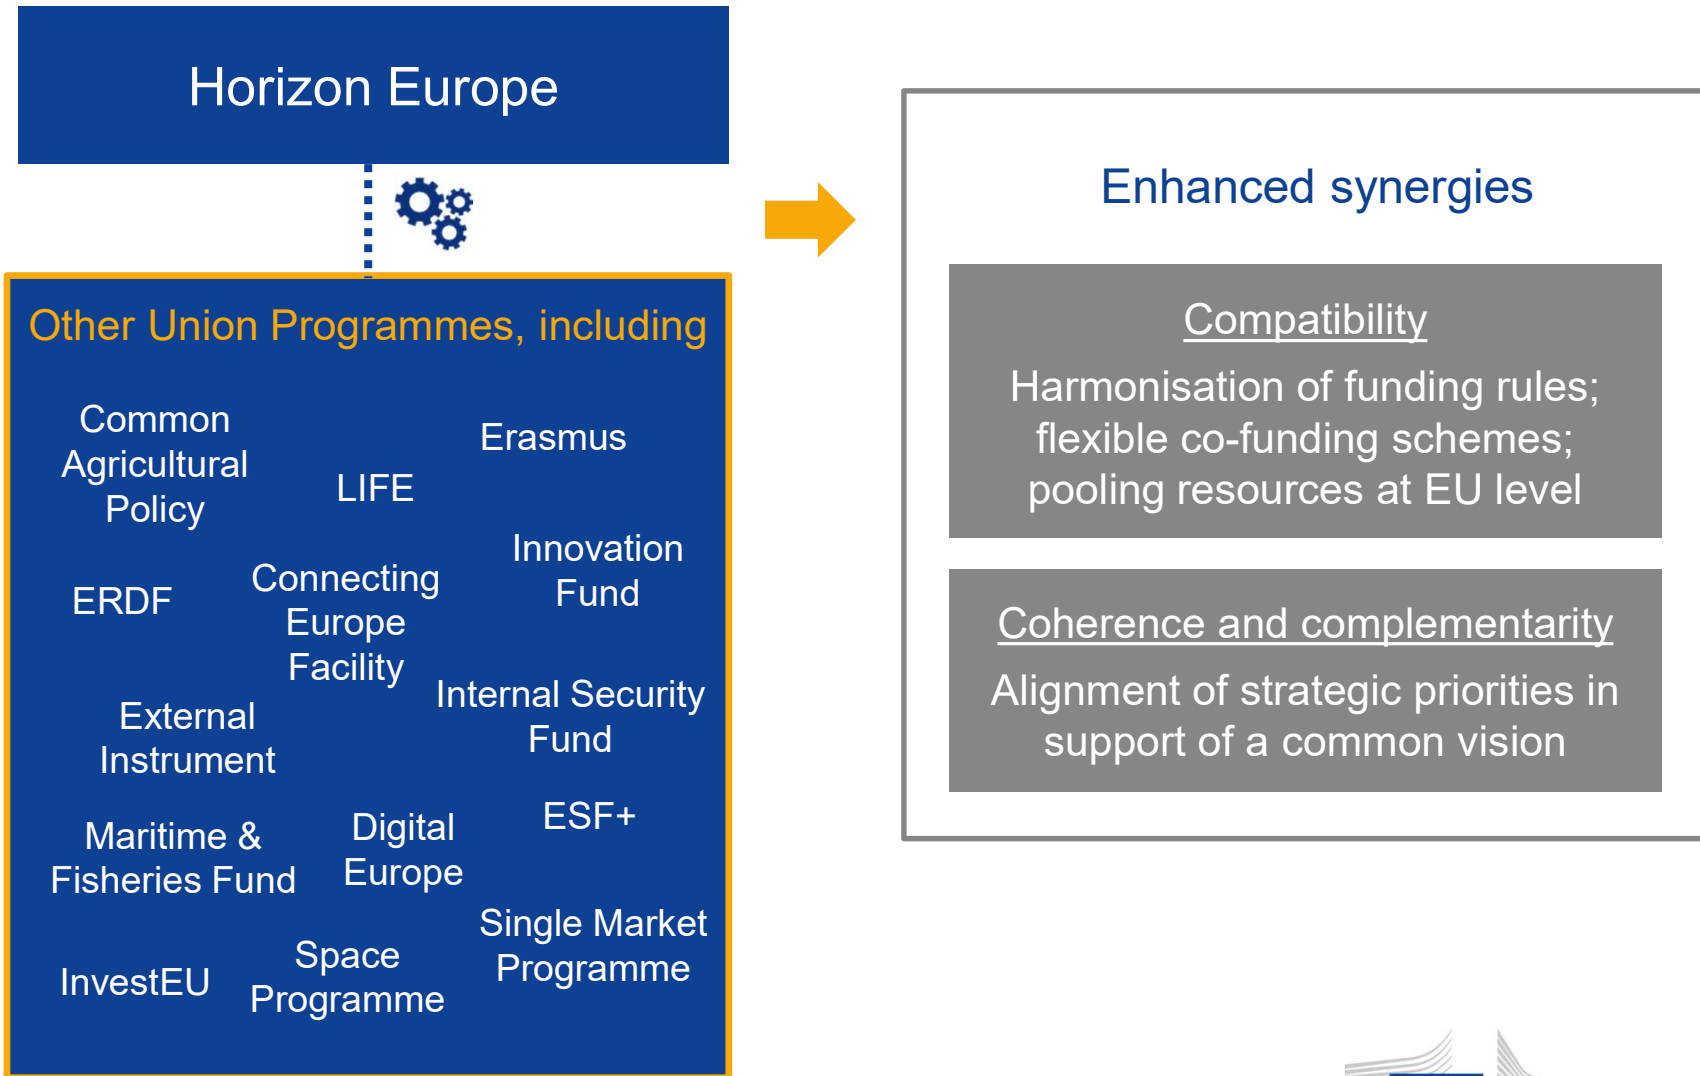 Horizon Europe
Other Union Programmes, including
Common
Agricultural
Policy
LIFE
Erasmus
ERDF
Connecting
Europe
Facility
Innovation
Fund
External
Instrument
Internal Security
Fund
Maritime &
Fisheries Fund
Digital
Europe
ESF+
InvestEU
Space
Programme
Single Market
Programme
Enhanced synergies
Compatibility
Harmonisation of funding rules;
flexible co-funding schemes;
pooling resources at EU level
Coherence and complementarity
Alignment of strategic priorities in
support of a common vision